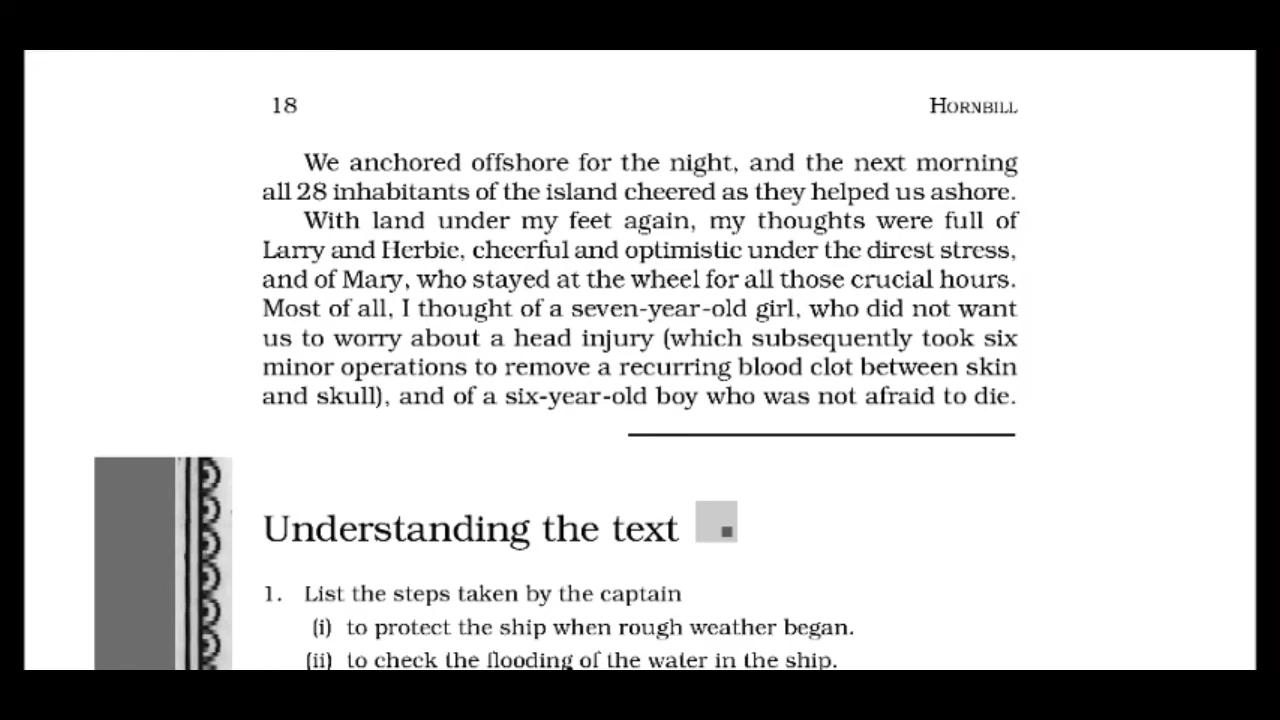 18 HORNBILL
We anchored offshore for the night, and the next morning
all 28 inhabitants of the island cheered as they helped us ashore.
With land under my feet again, my thoughts were full of
Larry and Herbie, cheerful and optimistic under the direst stress,
and of Mary, who stayed at the wheel for all those crucial hours.
Most of all, I thought of a seven-year-old girl, who did not want
us to worry about a head injury (which subsequently took six
minor operations to remove a recurring blood clot between skin
and skull), and of a six-year-old boy who was not afraid to die.
Understanding the text
1. List the steps taken by the captain
(i) to protect the ship when rough weather began.
(ii) to check the flooding of the water in the ship.